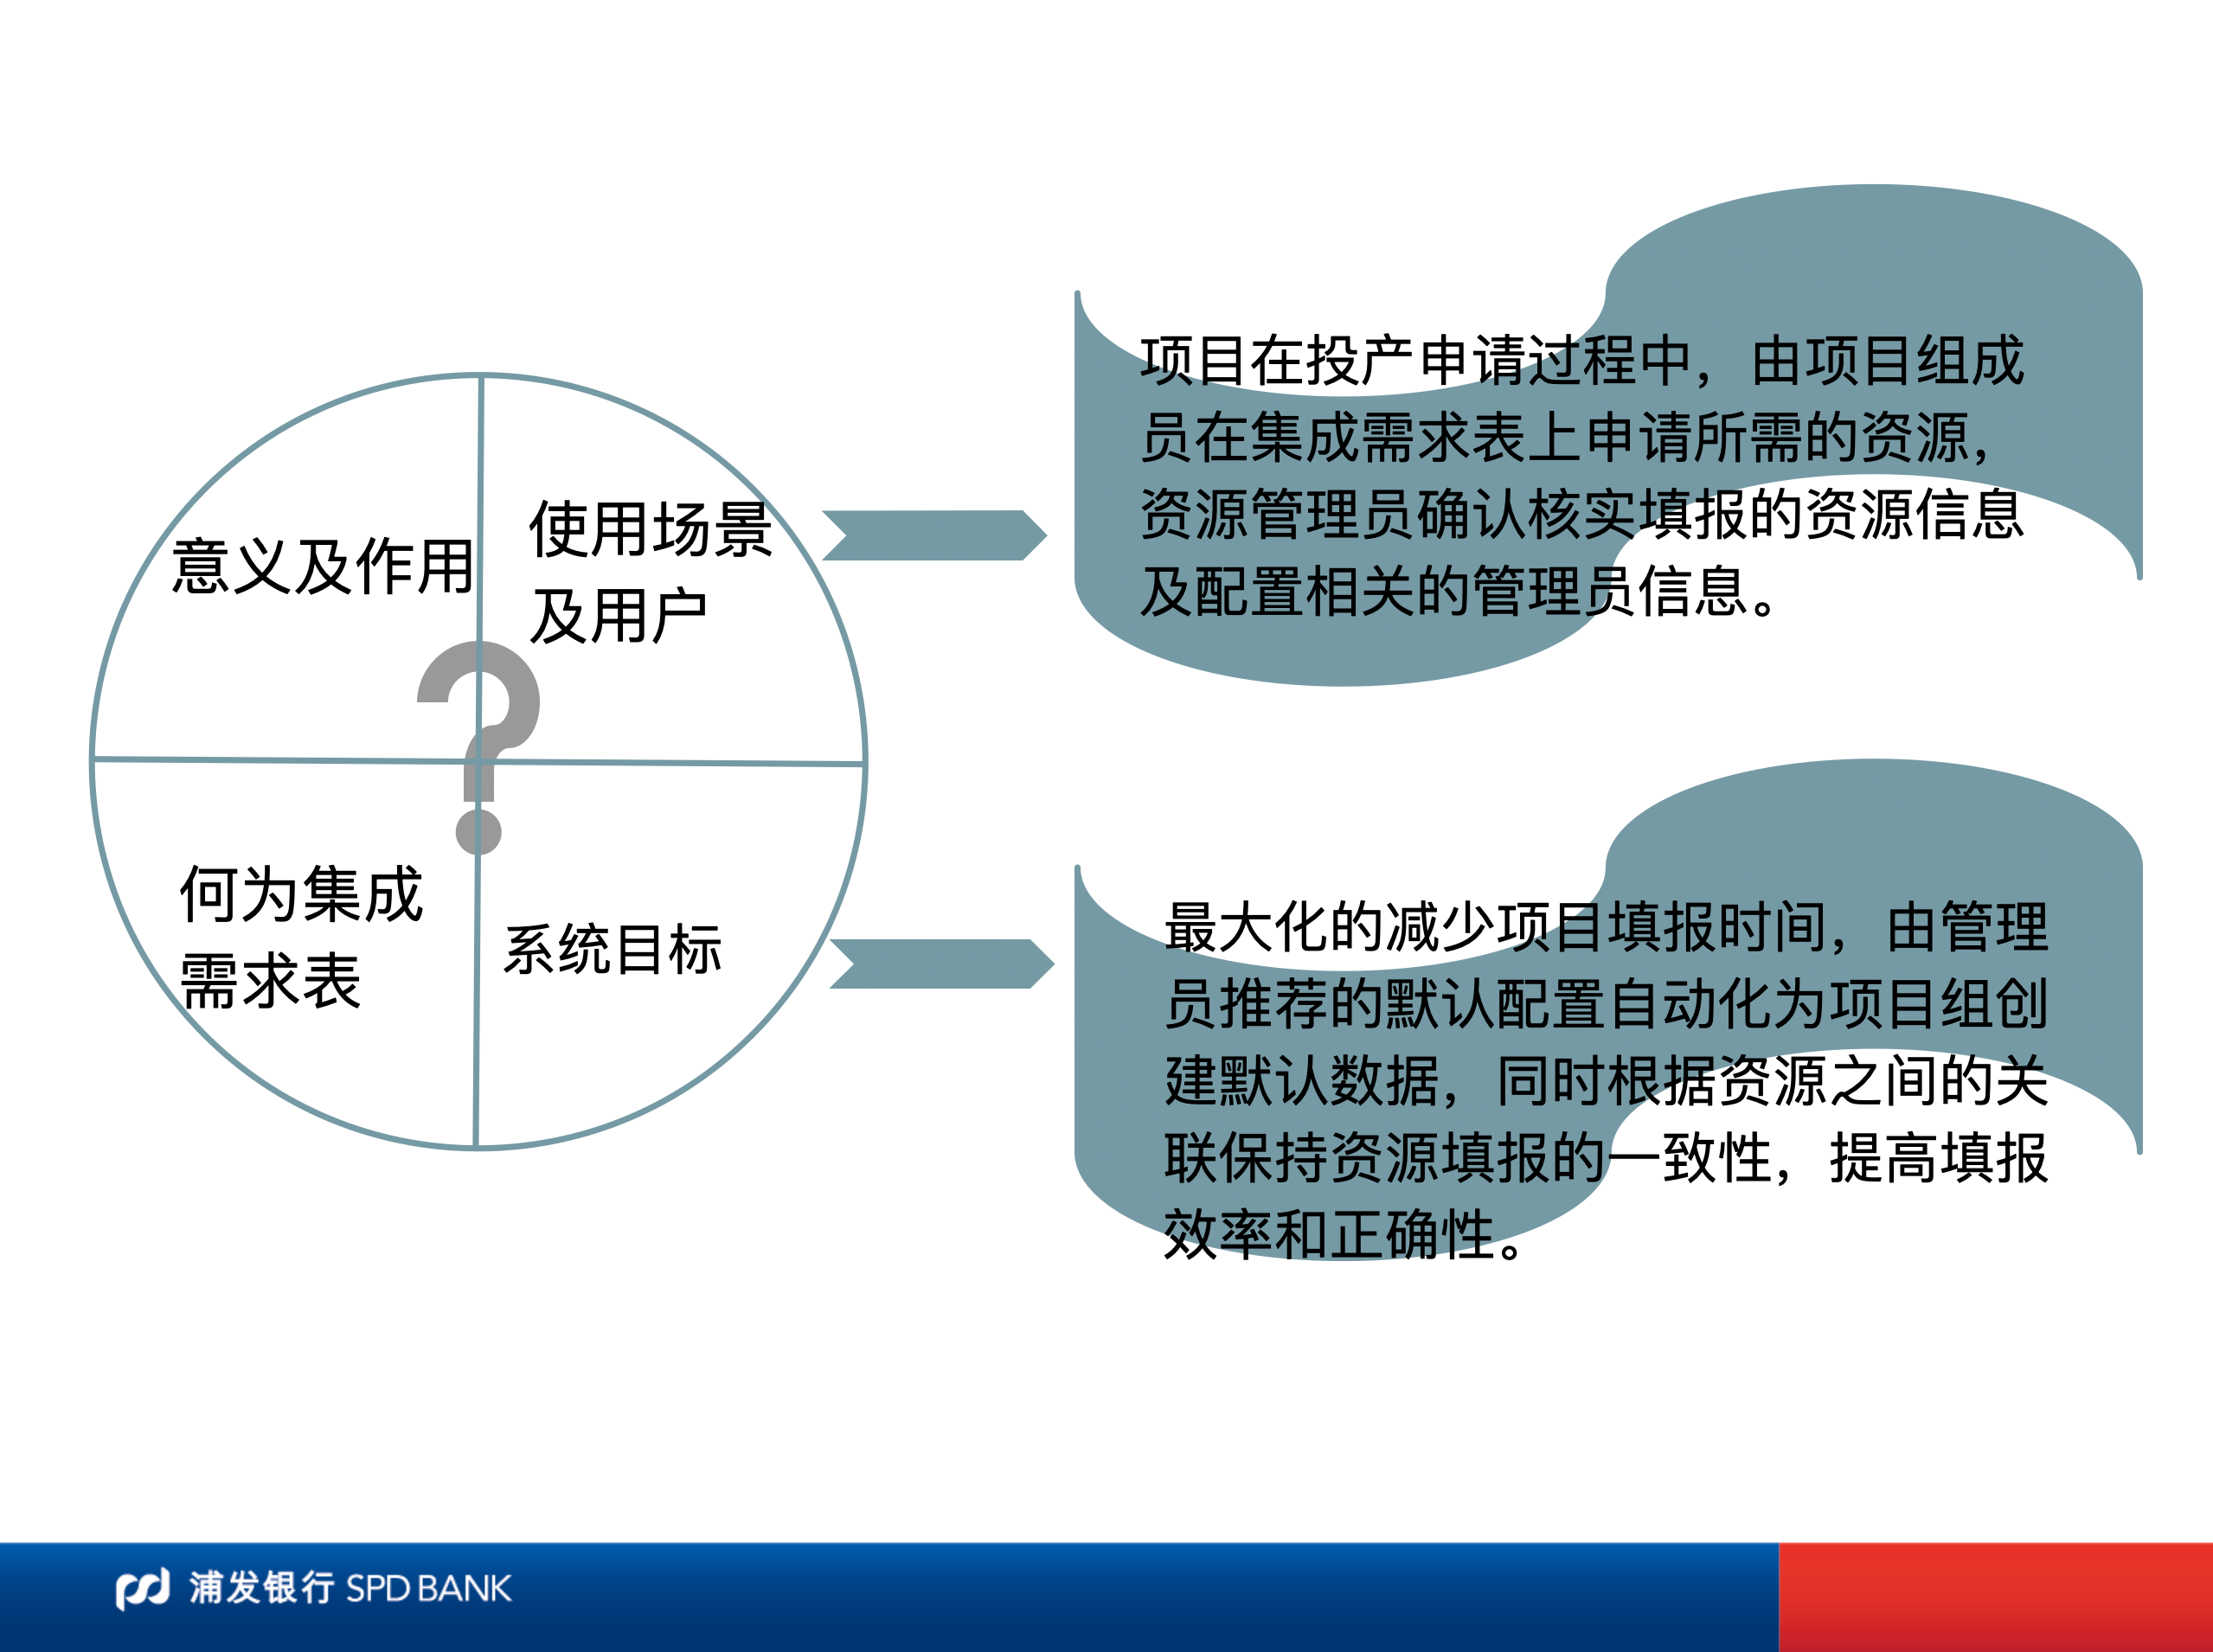 意义及作用
使用场景
及用户
何为集成
需求表
系统目标
?
项目在投产申请过程中，由项目组成
员在集成需求表上申请所需的资源，
资源管理员确认核实填报的资源信息
及配置相关的管理员信息。
最大化的减小项目填报时间，由管理
员推荐的默认配置自动化为项目组创
建默认数据，同时根据资源之间的关
联保持资源填报的一致性，提高填报
效率和正确性。
浦发银行 SPD BANK